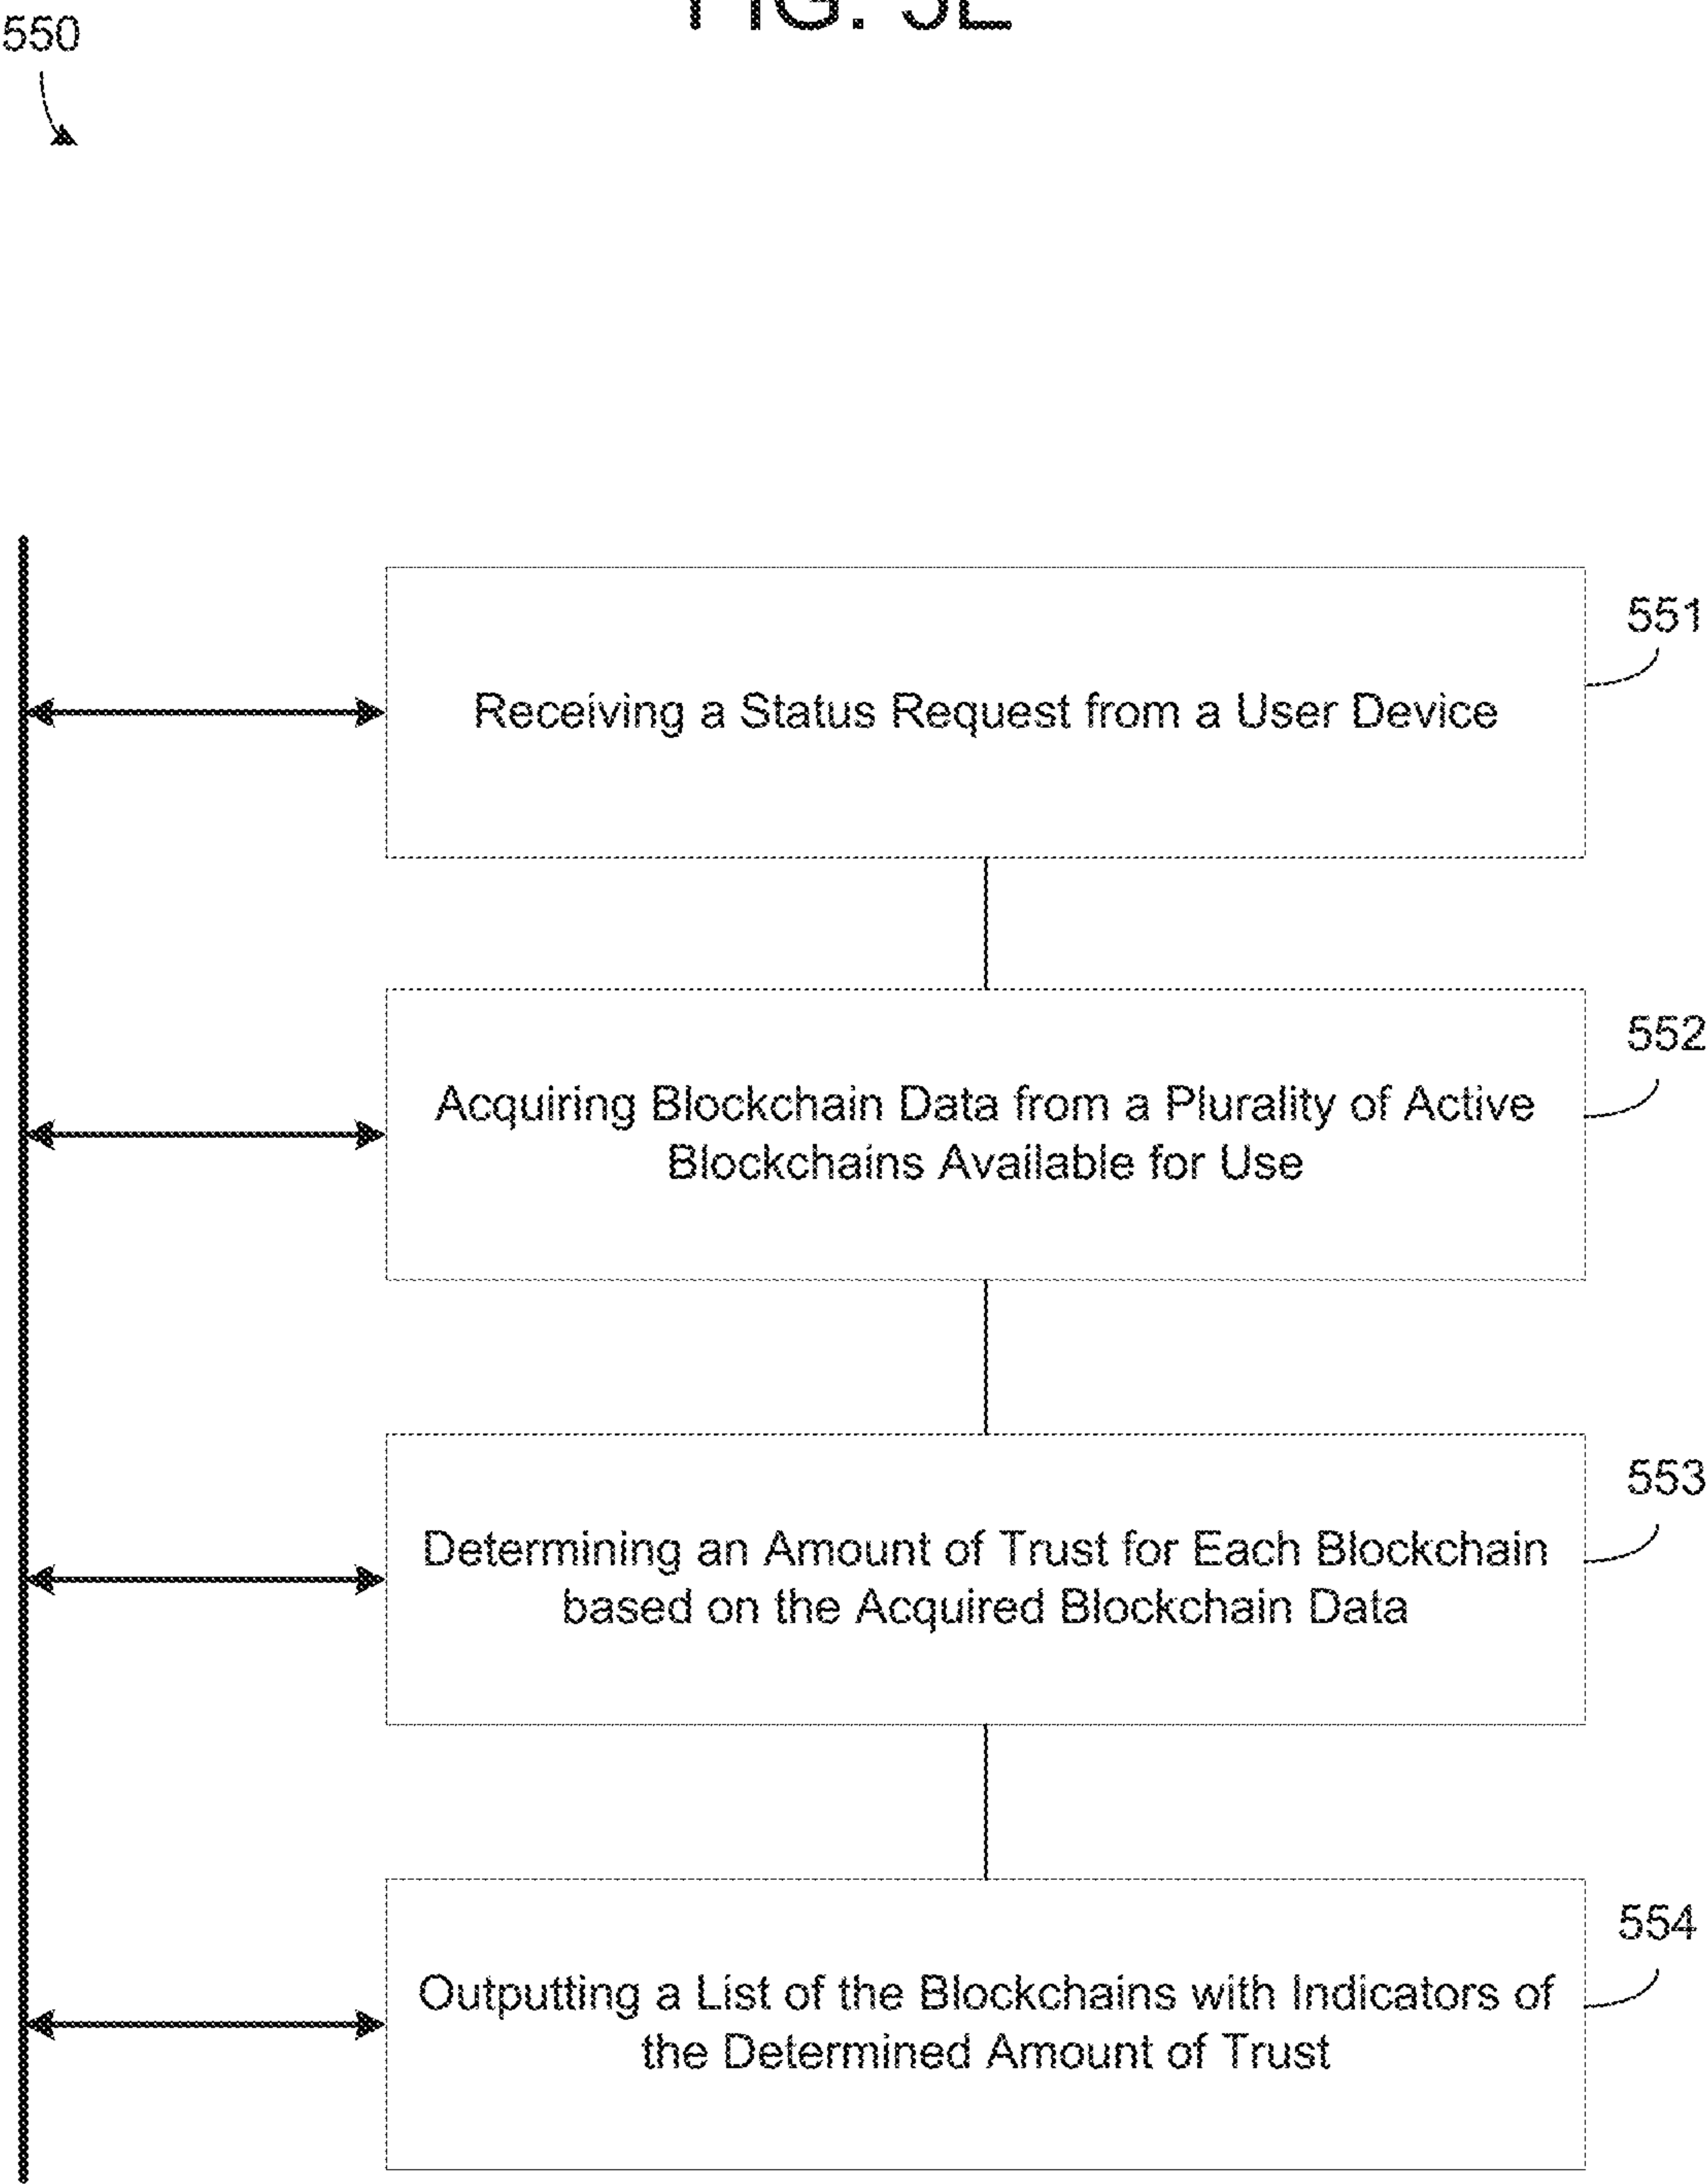 FIG. 5E
550
551
Receiving a Status Request from a User Device
552
Acquiring Blockchain Data from a Plurality of Active
Blockchains Available for Use
553
Determining an Amount of Trust for Each Blockchain
based on the Acquired Blockchain Data
554
Outputting a List of the Blockchains with Indicators of
the Determined Amount of Trust